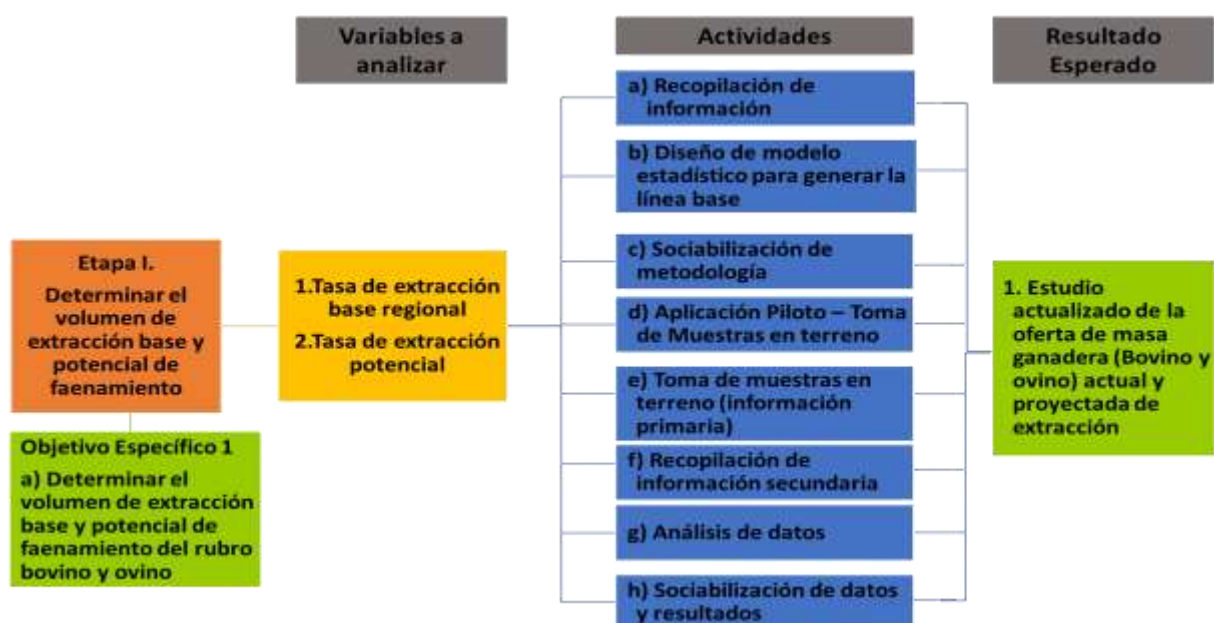 Variables a
analizar
Actividades
Resultado
Esperado
Etapa I.
Determinar el
volumen de
extracción base y
potencial de
faenamiento
Objetivo Específico 1
a) Determinar el
volumen de extracción
base y potencial de
faenamiento del rubro
bovino y ovino
1.Tasa de extracción
base regional
2.Tasa de extracción
potencial
a) Recopilación de
información
b) Diseño de modelo
estadístico para generar la
línea base
c) Sociabilización de
metodología
d) Aplicación Piloto – Toma
de Muestras en terreno
e) Toma de muestras en
terreno (información
primaria)
f) Recopilación de
información secundaria
g) Análisis de datos
h) Sociabilización de datos
y resultados
1. Estudio
actualizado de la
oferta de masa
ganadera (Bovino y
ovino) actual y
proyectada de
extracción